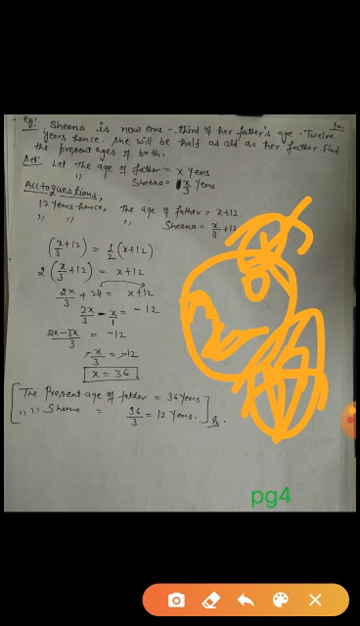 Eg! Sheena is now one-third of her father's age. Twelve
years hence. She will be half as old as her father. Find
the present ages of both.
Let The age of father = x Years
" Sheena = x/3 Years
Acc to questions,
12 Years hence, the age of father = x+12
" " " Sheena = x/3 + 12
(x/3 + 12) = 1/2 (x+12)
2 (x/3 + 12) = x+12
2x/3 + 24 = x+12
2x/3 - x/1 = -12
2x-3x/3 = -12
-x/3 = -12
x = 36
[The Present age of father = 36 Years
" " Sheena = 36/3 = 12 Years.]
pg4